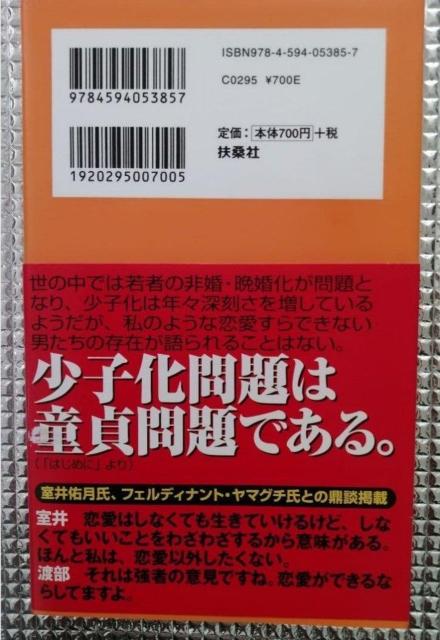 ISBN978-4-594-05385-7
9784594053857
C0295 ¥700E
定価:本体700円+税
1920295007005
扶桑社
世の中では若者の非婚・晩婚化が問題と
なり、少子化は年々深刻さを増している
ようだが、私のような恋愛すらできない
男たちの存在が語られることはない。
少子化問題は
童貞問題である。
(「はじめに」より)
室井佑月氏、フェルディナント・ヤマグチ氏との鼎談掲載
室井 恋愛はしなくても生きていけるけど、しな
くてもいいことをわざわざするから意味がある。
ほんと私は、恋愛以外したくない。
渡部 それは強者の意見ですね。恋愛ができるな
らしてますよ。